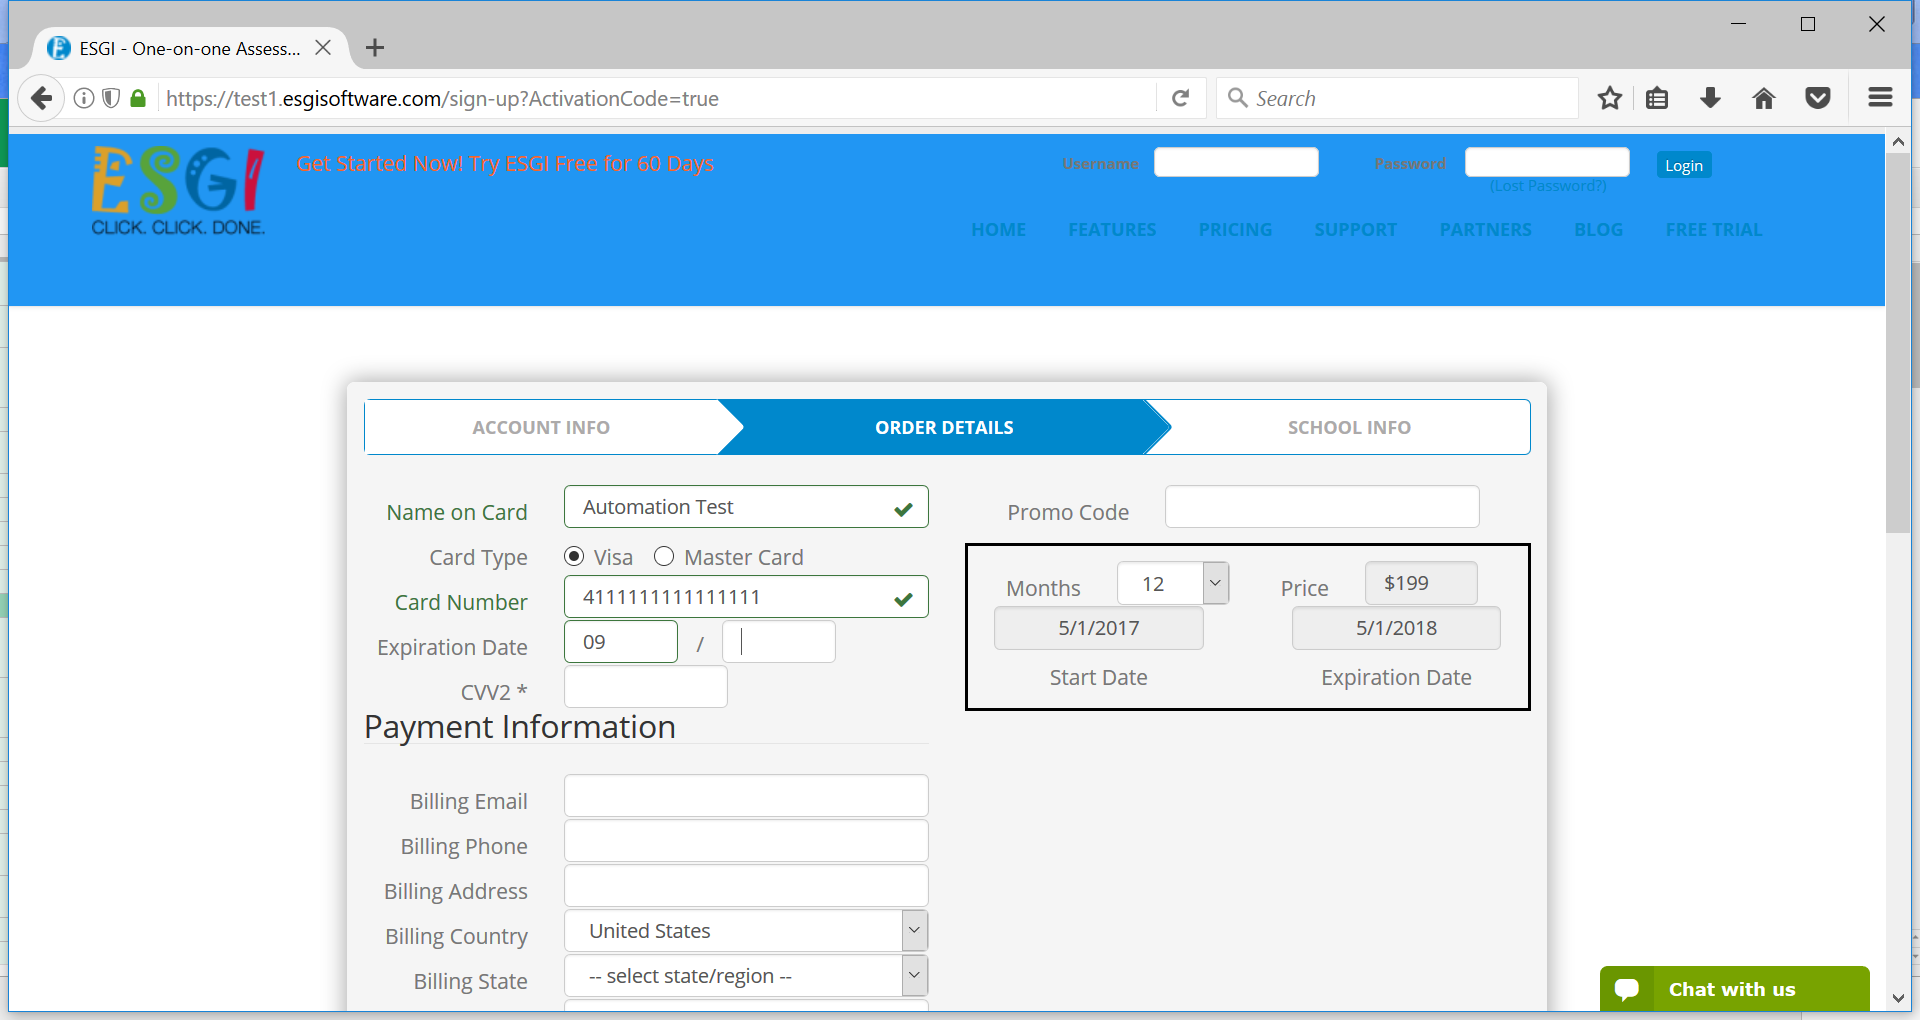 ESGI - One-on-one Assess...
https://test1.esgisoftware.com/sign-up?ActivationCode=true
Search
ESGI
CLICK. CLICK. DONE.
Get Started Now! Try ESGI Free for 60 Days
Username
Password
Login
(Lost Password?)
HOME FEATURES PRICING SUPPORT PARTNERS BLOG FREE TRIAL
ACCOUNT INFO
ORDER DETAILS
SCHOOL INFO
Name on Card Automation Test
Card Type Visa Master Card
Card Number 4111111111111111
Expiration Date 09 /
CVV2 *
Promo Code
Months 12 Price $199
5/1/2017 5/1/2018
Start Date Expiration Date
Payment Information
Billing Email
Billing Phone
Billing Address
Billing Country United States
Billing State -- select state/region --
Chat with us